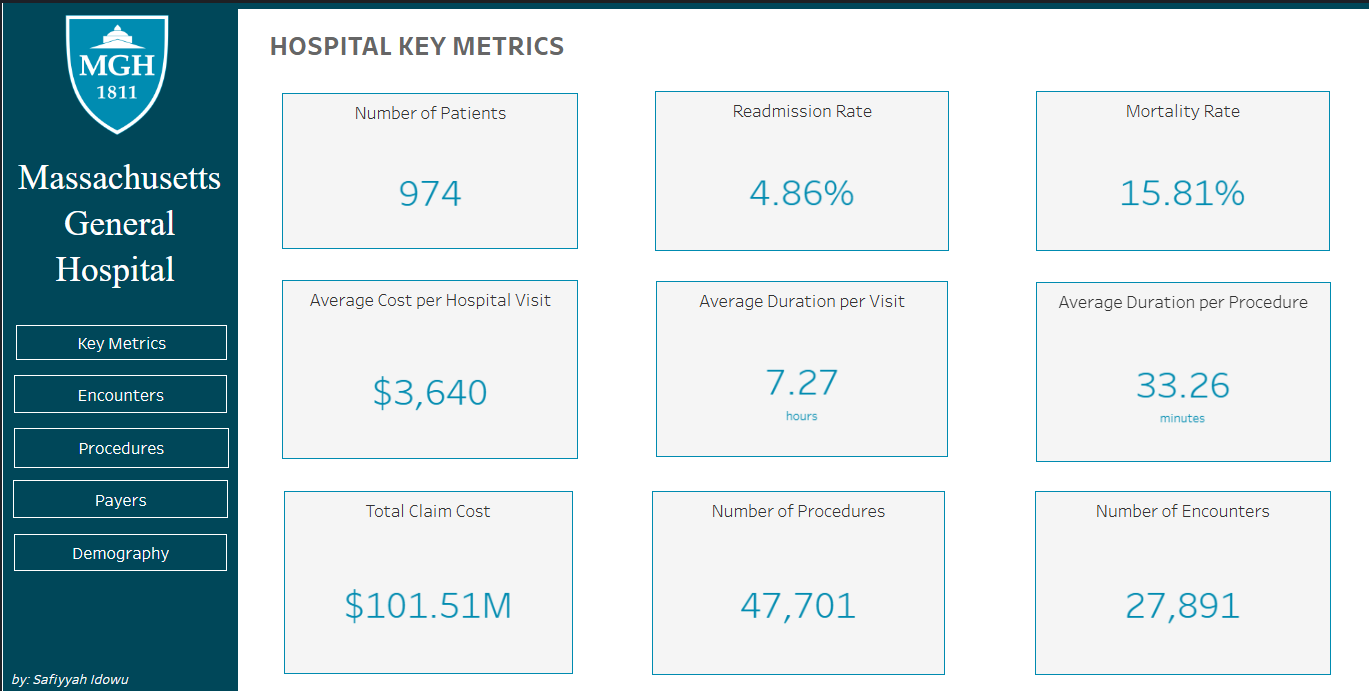 MGH
1811
Massachusetts
General
Hospital
Key Metrics
Encounters
Procedures
Payers
Demography
by: Safiyyah Idowu
HOSPITAL KEY METRICS
Number of Patients
974
Readmission Rate
4.86%
Mortality Rate
15.81%
Average Cost per Hospital Visit
$3,640
Average Duration per Visit
7.27
hours
Average Duration per Procedure
33.26
minutes
Total Claim Cost
$101.51M
Number of Procedures
47,701
Number of Encounters
27,891